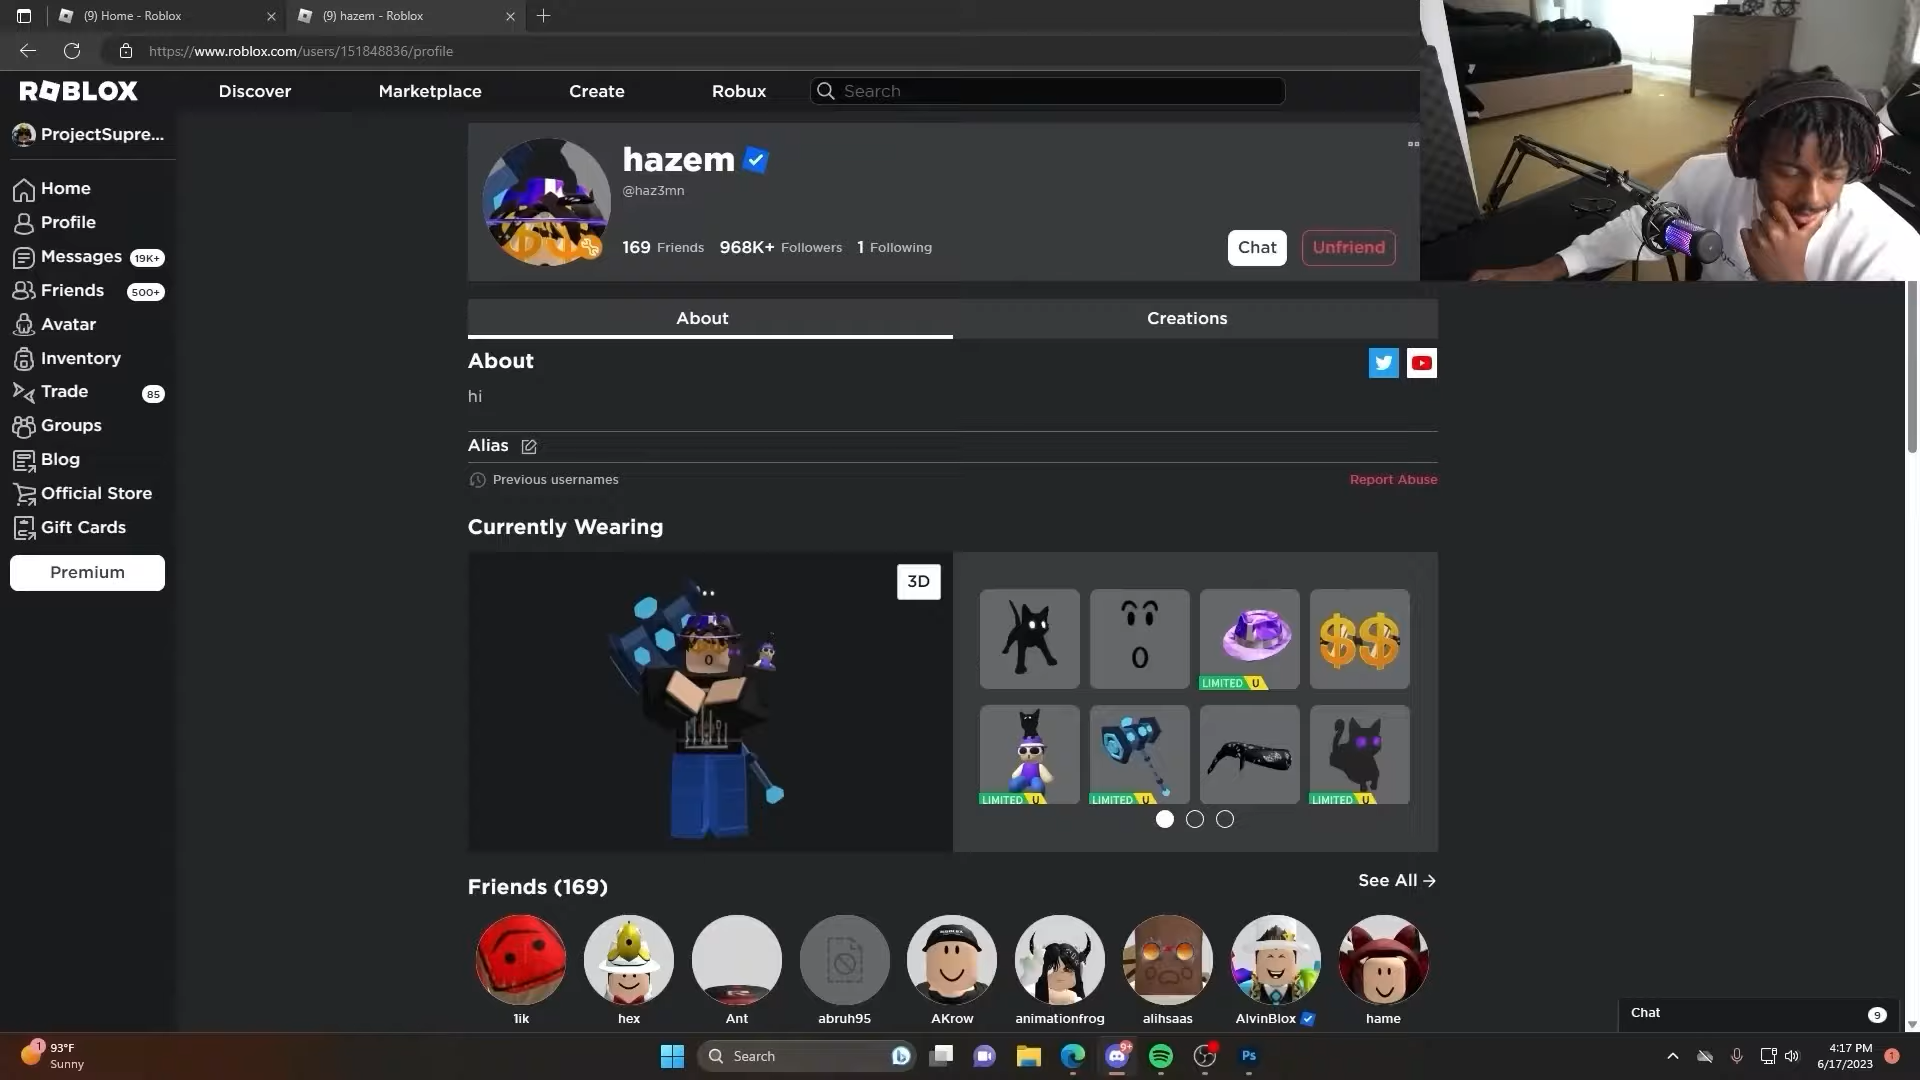 (9) Home - Roblox
(9) hazem - Roblox
https://www.roblox.com/users/151848836/profile
ROBLOX
Discover
Marketplace
Create
Robux
Search
ProjectSupre...
Home
Profile
Messages 19K+
Friends 500+
Avatar
Inventory
Trade 85
Groups
Blog
Official Store
Gift Cards
Premium
hazem
@haz3mn
169 Friends 968K+ Followers 1 Following
Chat
Unfriend
About
Creations
About
hi
Alias
Previous usernames
Report Abuse
Currently Wearing
3D
LIMITED U
LIMITED U
LIMITED U
LIMITED U
Friends (169)
See All
1ik
hex
Ant
abruh95
AKrow
animationfrog
alihsaas
AlvinBlox
hame
Chat 9
1
93°F
Sunny
Search
9+
Ps
4:17 PM
6/17/2023
1